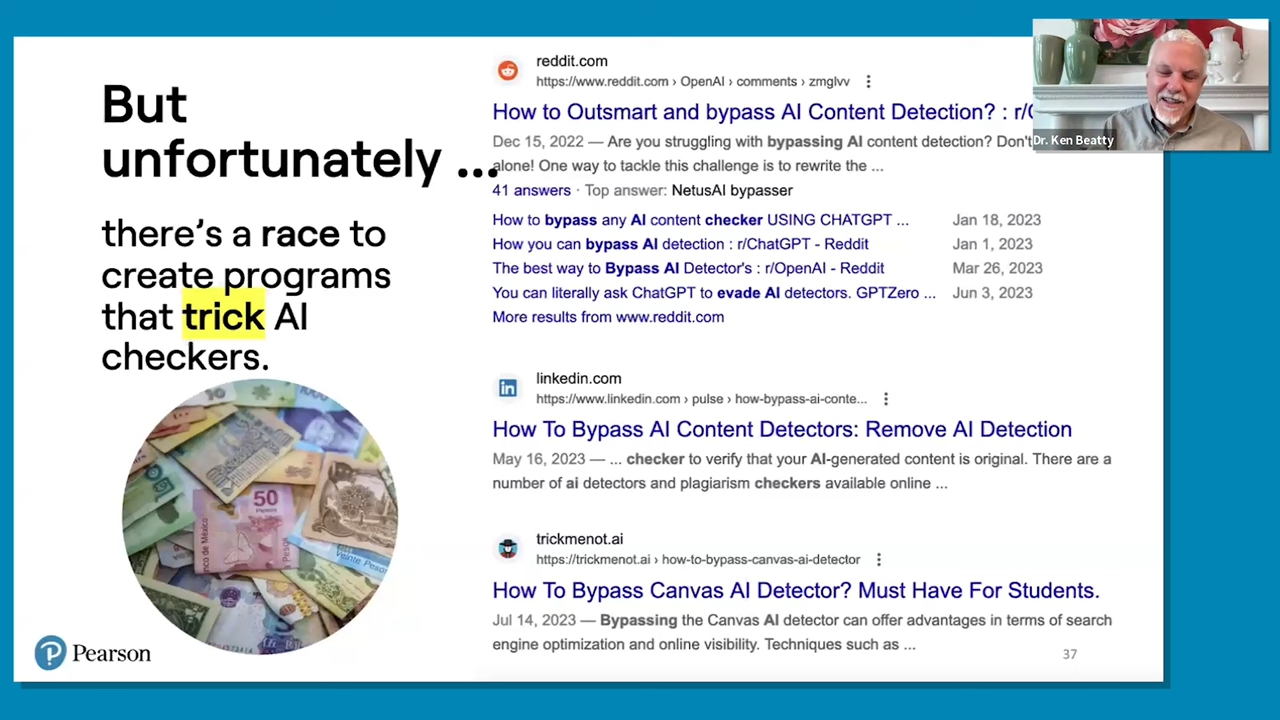 But
unfortunately ...
there's a race to
create programs
that trick AI
checkers.
50
Pesos
Banco de México
Veinte Pesos
1000
Pearson
reddit.com
https://www.reddit.com › OpenAI › comments › zmglvv
How to Outsmart and bypass AI Content Detection? : r/
Dec 15, 2022 — Are you struggling with bypassing AI content detection? Don't
alone! One way to tackle this challenge is to rewrite the ...
41 answers · Top answer: NetusAI bypasser
How to bypass any AI content checker USING CHATGPT ... Jan 18, 2023
How you can bypass AI detection : r/ChatGPT - Reddit Jan 1, 2023
The best way to Bypass AI Detector's : r/OpenAI - Reddit Mar 26, 2023
You can literally ask ChatGPT to evade AI detectors. GPTZero ... Jun 3, 2023
More results from www.reddit.com
linkedin.com
https://www.linkedin.com › pulse › how-bypass-ai-conte...
How To Bypass AI Content Detectors: Remove AI Detection
May 16, 2023 — ... checker to verify that your AI-generated content is original. There are a
number of ai detectors and plagiarism checkers available online ...
trickmenot.ai
https://trickmenot.ai › how-to-bypass-canvas-ai-detector
How To Bypass Canvas AI Detector? Must Have For Students.
Jul 14, 2023 — Bypassing the Canvas AI detector can offer advantages in terms of search
engine optimization and online visibility. Techniques such as ...
37
Dr. Ken Beatty